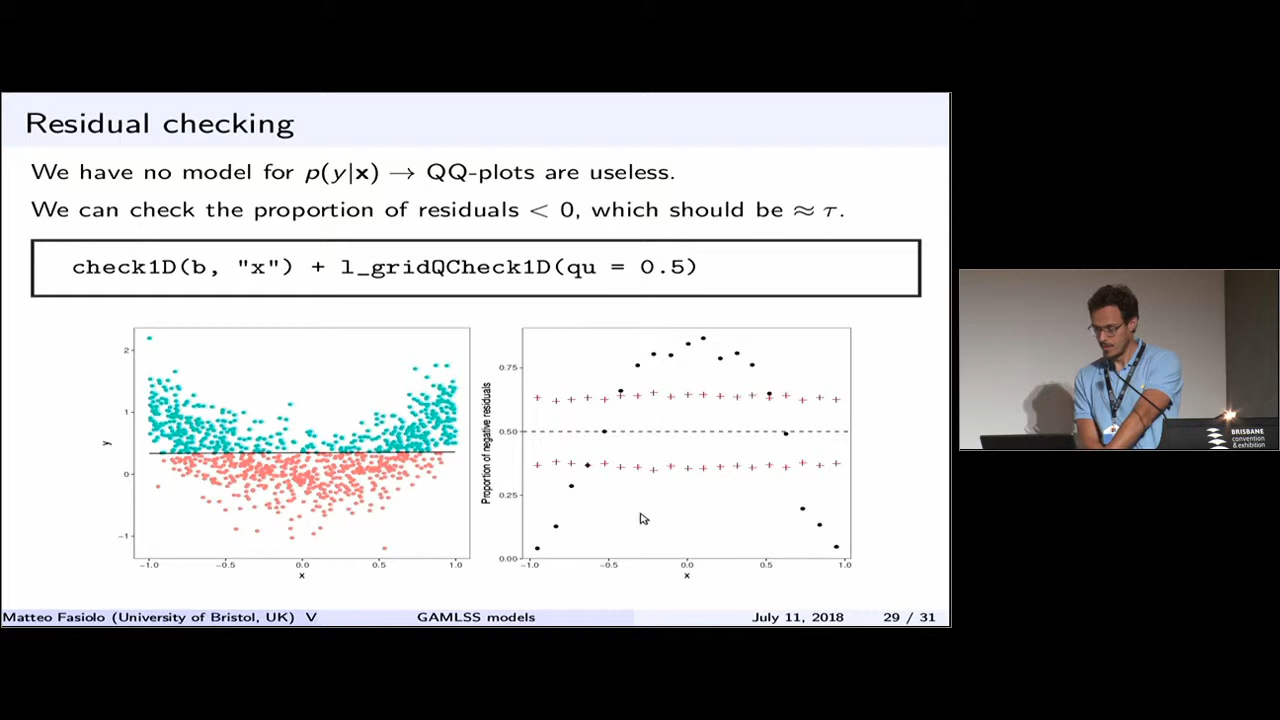 Residual checking
We have no model for p(y|x) → QQ-plots are useless.
We can check the proportion of residuals < 0, which should be ≈ τ.
check1D(b, "x") + l_gridQCheck1D(qu = 0.5)
2
1
0
−1
y
−1.0 −0.5 0.0 0.5 1.0
x
Proportion of negative residuals
0.75
0.50
0.25
0.00
−1.0 −0.5 0.0 0.5 1.0
x
Matteo Fasiolo (University of Bristol, UK) V GAMLSS models July 11, 2018 29 / 31
BRISBANE
convention
& exhibition